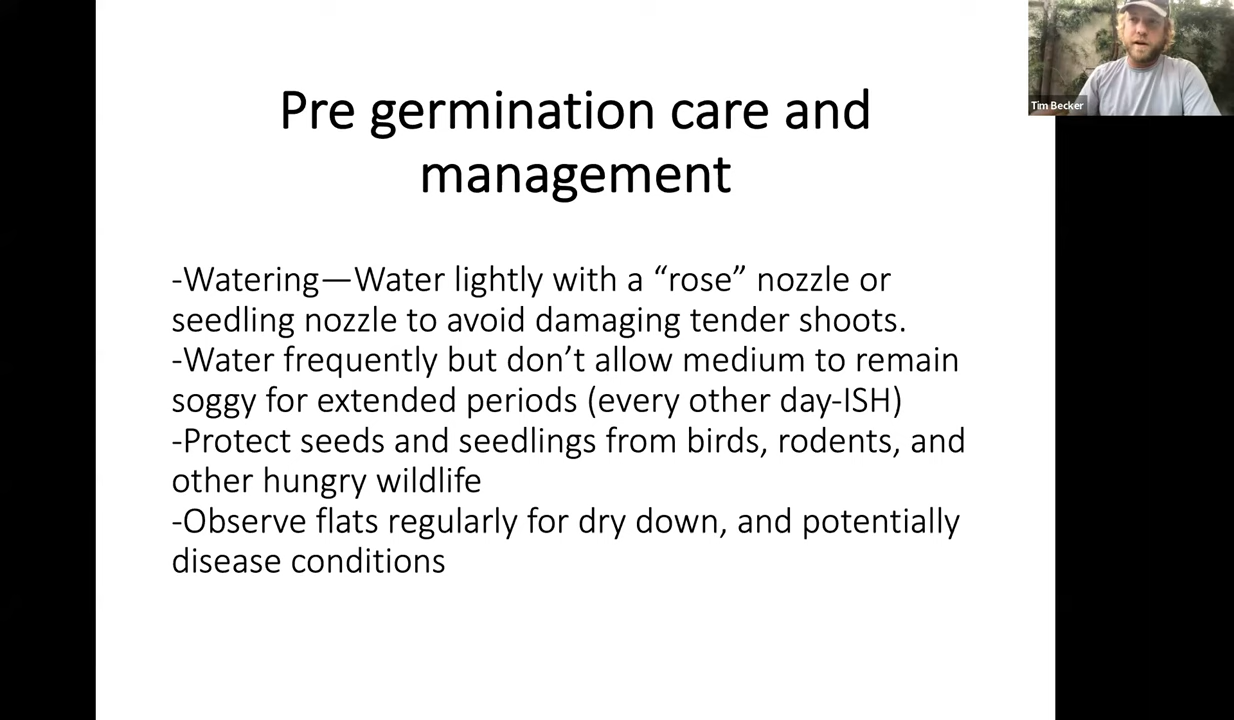 Tim Becker
Pre germination care and
management
-Watering—Water lightly with a “rose” nozzle or
seedling nozzle to avoid damaging tender shoots.
-Water frequently but don’t allow medium to remain
soggy for extended periods (every other day-ISH)
-Protect seeds and seedlings from birds, rodents, and
other hungry wildlife
-Observe flats regularly for dry down, and potentially
disease conditions